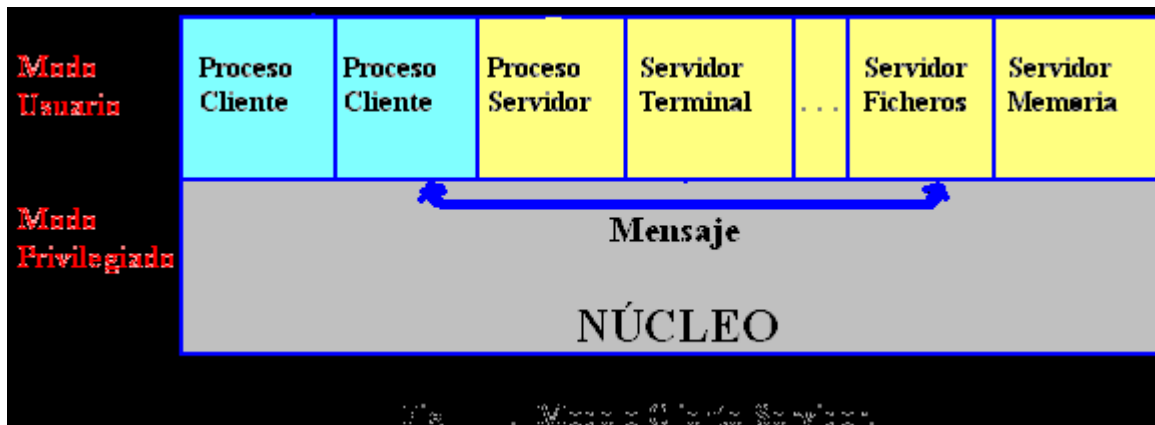 Modo
Usuario
Proceso
Cliente
Proceso
Cliente
Proceso
Servidor
Servidor
Terminal
...
Servidor
Ficheros
Servidor
Memoria
Modo
Privilegiado
Mensaje
NÚCLEO